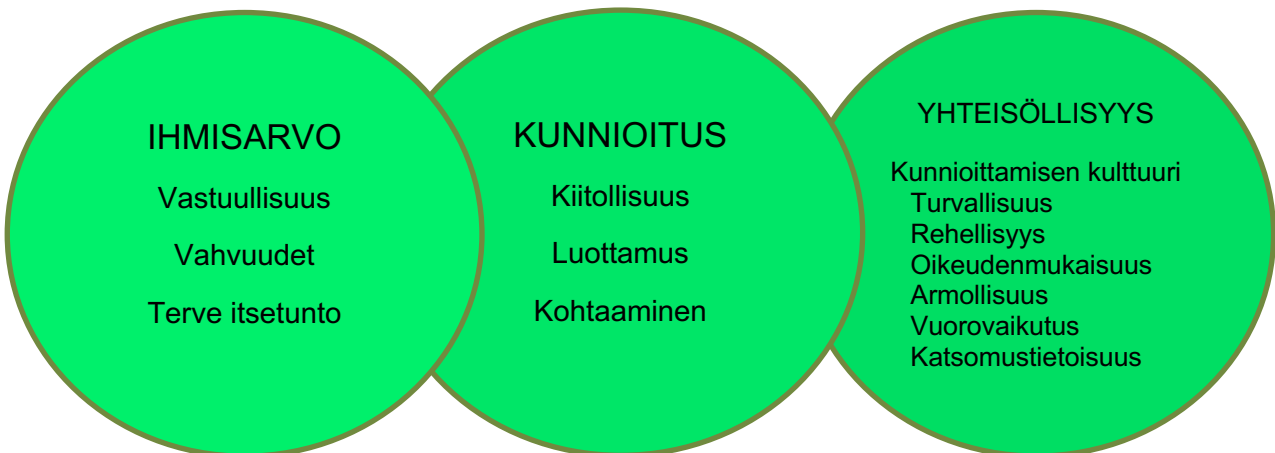 IHMISARVO
Vastuullisuus
Vahvuudet
Terve itsetunto
KUNNIOITUS
Kiitollisuus
Luottamus
Kohtaaminen
YHTEISÖLLISYYS
Kunnioittamisen kulttuuri
Turvallisuus
Rehellisyys
Oikeudenmukaisuus
Armollisuus
Vuorovaikutus
Katsomustietoisuus